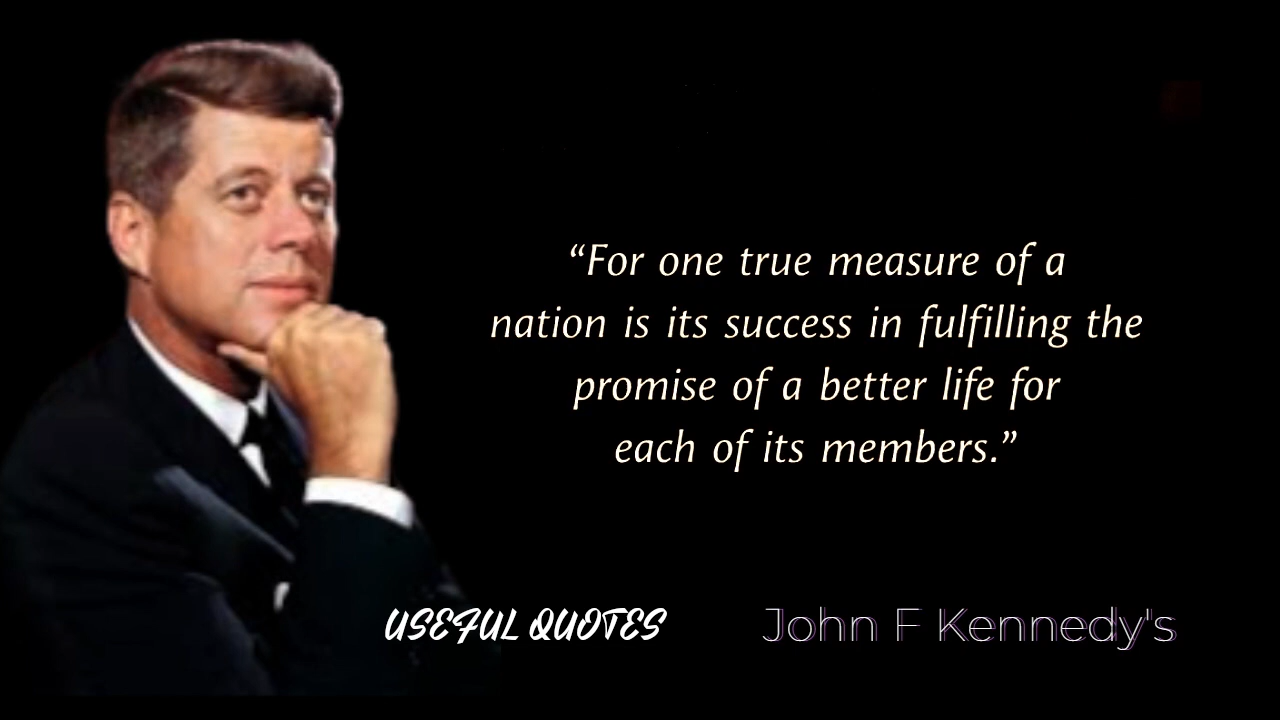 “For one true measure of a
nation is its success in fulfilling the
promise of a better life for
each of its members.”
USEFUL QUOTES
John F Kennedy's